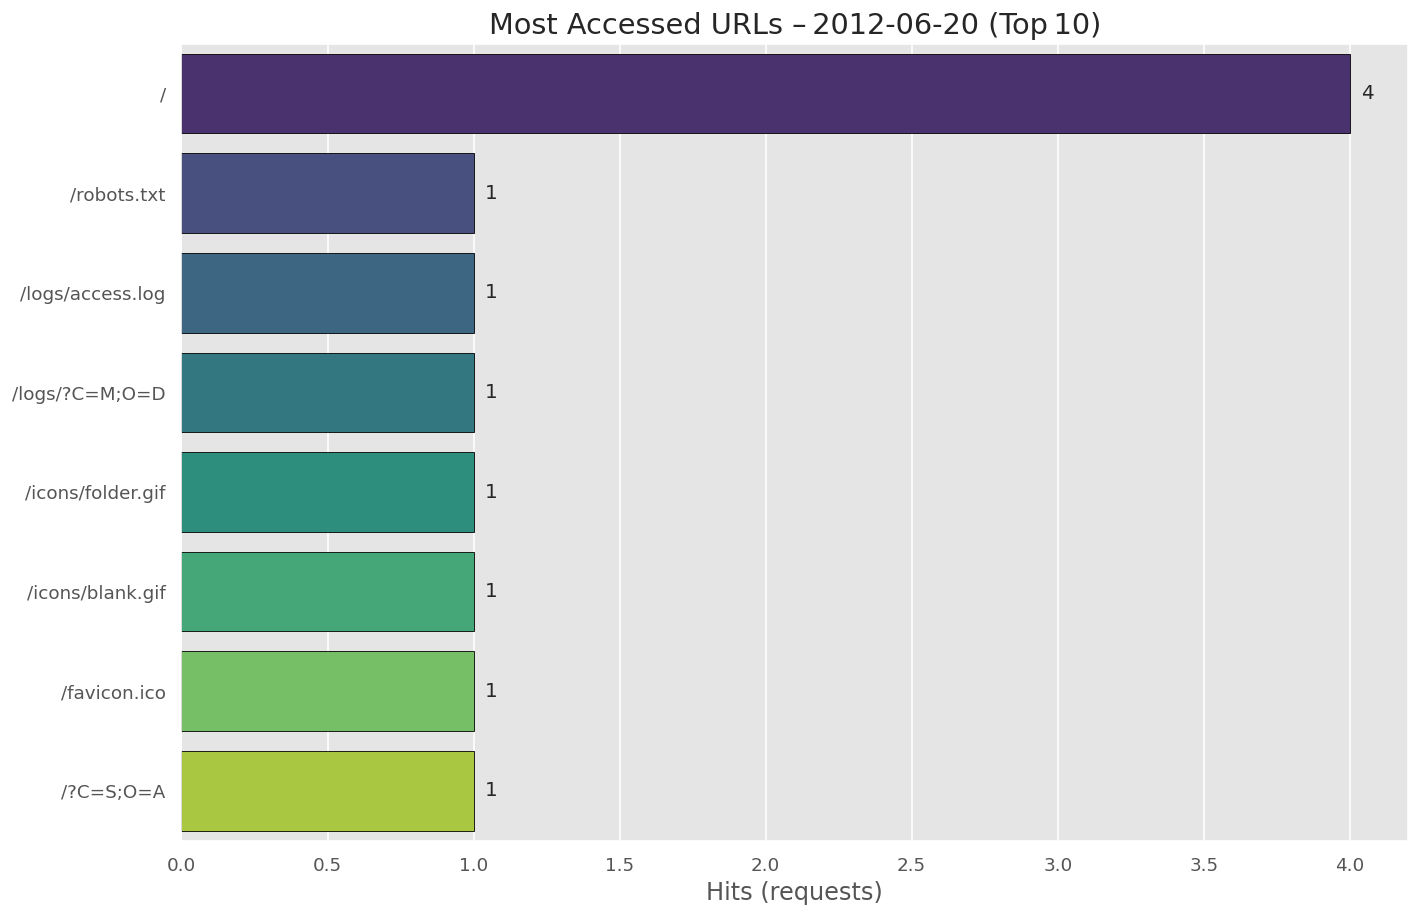 Most Accessed URLs – 2012-06-20 (Top 10)
/
4
/robots.txt
1
/logs/access.log
1
/logs/?C=M;O=D
1
/icons/folder.gif
1
/icons/blank.gif
1
/favicon.ico
1
/?C=S;O=A
1
0.0 0.5 1.0 1.5 2.0 2.5 3.0 3.5 4.0
Hits (requests)